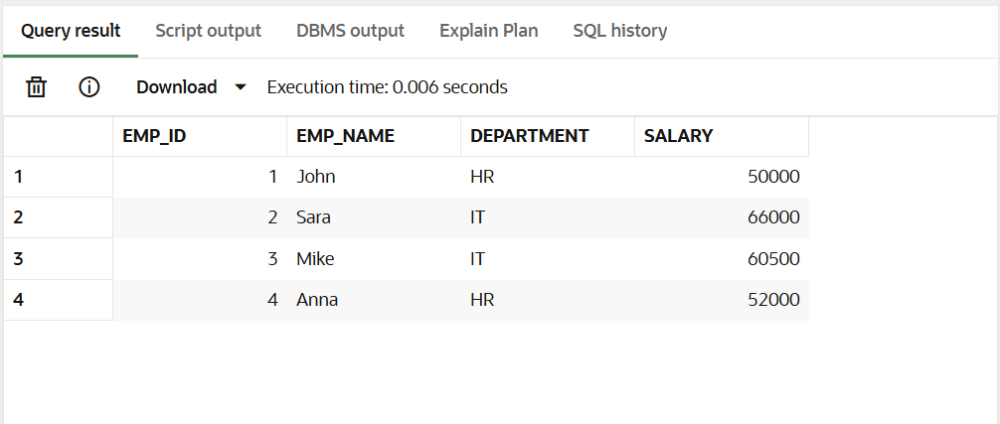 Query result Script output DBMS output Explain Plan SQL history
Download Execution time: 0.006 seconds
EMP_ID EMP_NAME DEPARTMENT SALARY
1 1 John HR 50000
2 2 Sara IT 66000
3 3 Mike IT 60500
4 4 Anna HR 52000